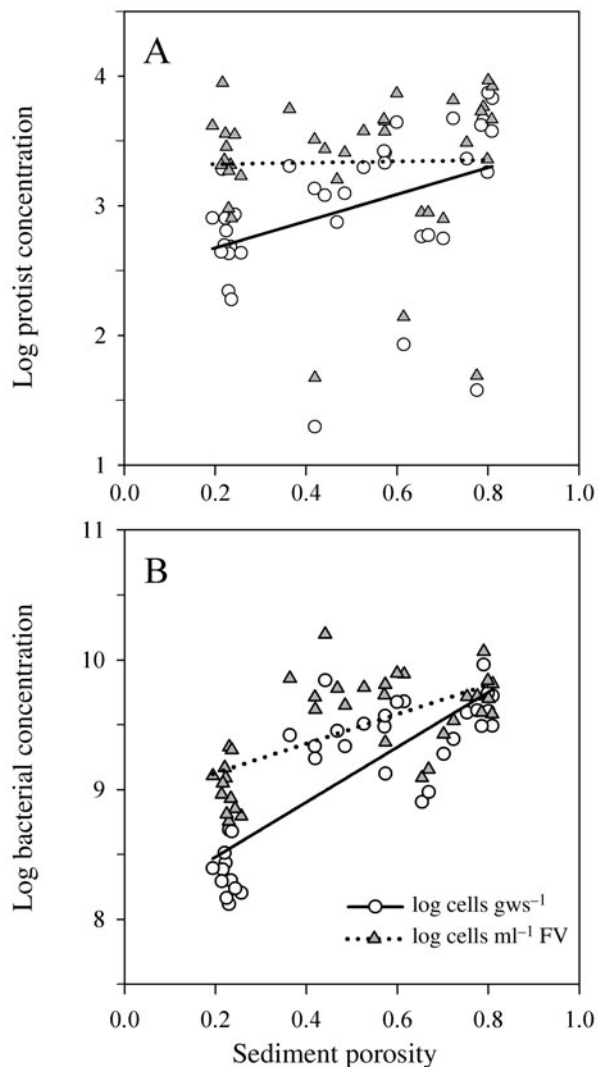 A
Log protist concentration
4
3
2
1
0.0 0.2 0.4 0.6 0.8 1.0
B
Log bacterial concentration
11
10
9
8
log cells gws⁻¹
log cells ml⁻¹ FV
0.0 0.2 0.4 0.6 0.8 1.0
Sediment porosity